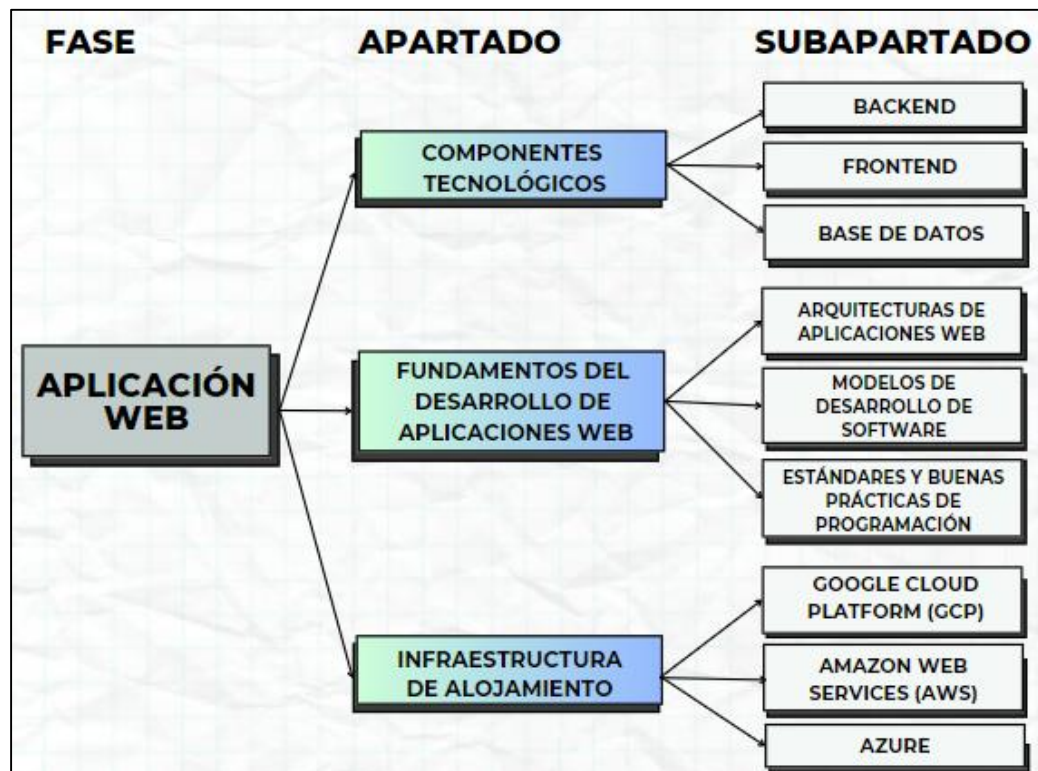 FASE
APARTADO
SUBAPARTADO
APLICACIÓN
WEB
COMPONENTES
TECNOLÓGICOS
BACKEND
FRONTEND
BASE DE DATOS
FUNDAMENTOS DEL
DESARROLLO DE
APLICACIONES WEB
ARQUITECTURAS DE
APLICACIONES WEB
MODELOS DE
DESARROLLO DE
SOFTWARE
ESTÁNDARES Y BUENAS
PRÁCTICAS DE
PROGRAMACIÓN
INFRAESTRUCTURA
DE ALOJAMIENTO
GOOGLE CLOUD
PLATFORM (GCP)
AMAZON WEB
SERVICES (AWS)
AZURE